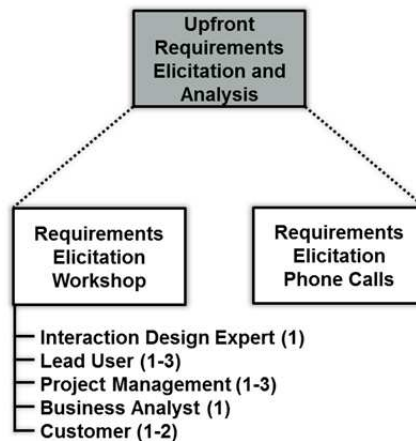 Upfront
Requirements
Elicitation and
Analysis
Requirements
Elicitation
Workshop
Requirements
Elicitation
Phone Calls
Interaction Design Expert (1)
Lead User (1-3)
Project Management (1-3)
Business Analyst (1)
Customer (1-2)